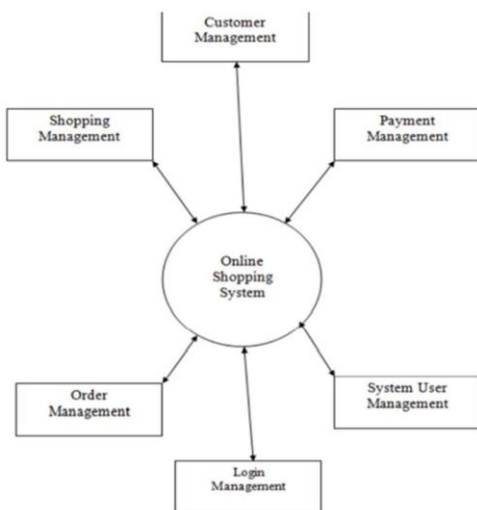 Customer
Management
Shopping
Management
Payment
Management
Online
Shopping
System
Order
Management
System User
Management
Login
Management